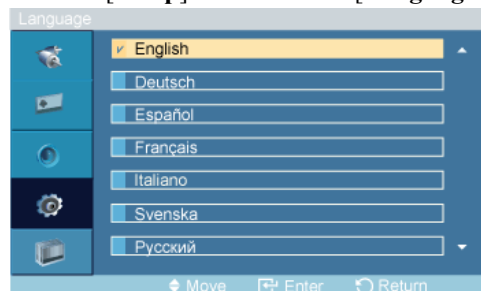 Language
English
Deutsch
Español
Français
Italiano
Svenska
Русский
Move Enter Return